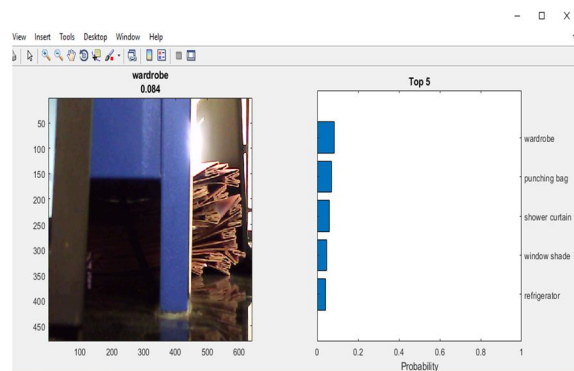 View Insert Tools Desktop Window Help
wardrobe
0.084
50
100
150
200
250
300
350
400
450
100 200 300 400 500 600
Top 5
wardrobe
punching bag
shower curtain
window shade
refrigerator
0 0.2 0.4 0.6 0.8 1
Probability